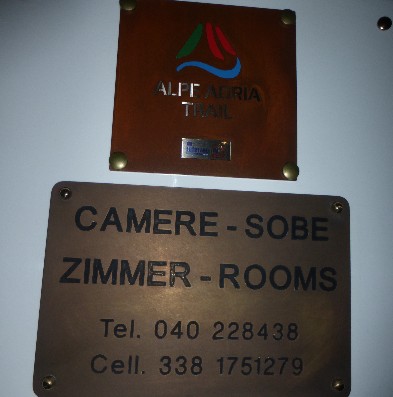 ALPE ADRIA
TRAIL
CAMERE - SOBE
ZIMMER - ROOMS
Tel. 040 228438
Cell. 338 1751279